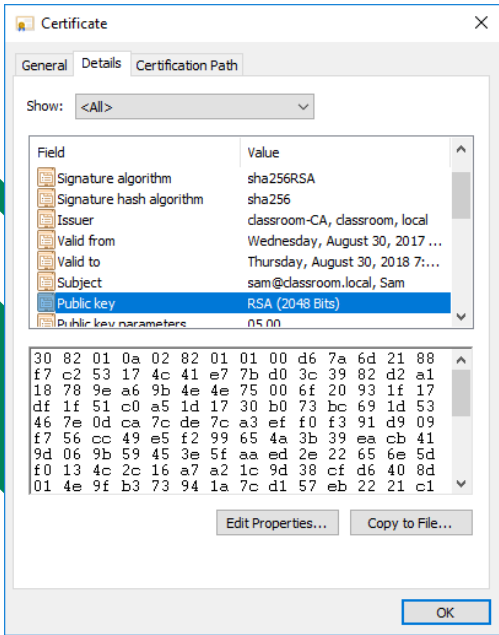 Certificate
General Details Certification Path
Show: <All>
Field Value
Signature algorithm sha256RSA
Signature hash algorithm sha256
Issuer classroom-CA, classroom, local
Valid from Wednesday, August 30, 2017 ...
Valid to Thursday, August 30, 2018 7:...
Subject sam@classroom.local, Sam
Public key RSA (2048 Bits)
Public key parameters 05 00
30 82 01 0a 02 82 01 01 00 d6 7a 6d 21 88
f7 c2 53 17 4c 41 e7 7b d0 3c 39 82 d2 a1
18 78 9e a6 9b 4e 4e 75 00 6f 20 93 1f 17
df 1f 51 c0 a5 1d 17 30 b0 73 bc 69 1d 53
46 7e 0d ca 7c de 7c a3 ef f0 f3 91 d9 09
f7 56 cc 49 e5 f2 99 65 4a 3b 39 ea cb 41
9d 06 9b 59 45 3e 5f aa ed 2e 22 65 6e 5d
f0 13 4c 2c 16 a7 a2 1c 9d 38 cf d6 40 8d
01 4e 9f b3 73 94 1a 7c d1 57 eb 22 21 c1
Edit Properties... Copy to File...
OK